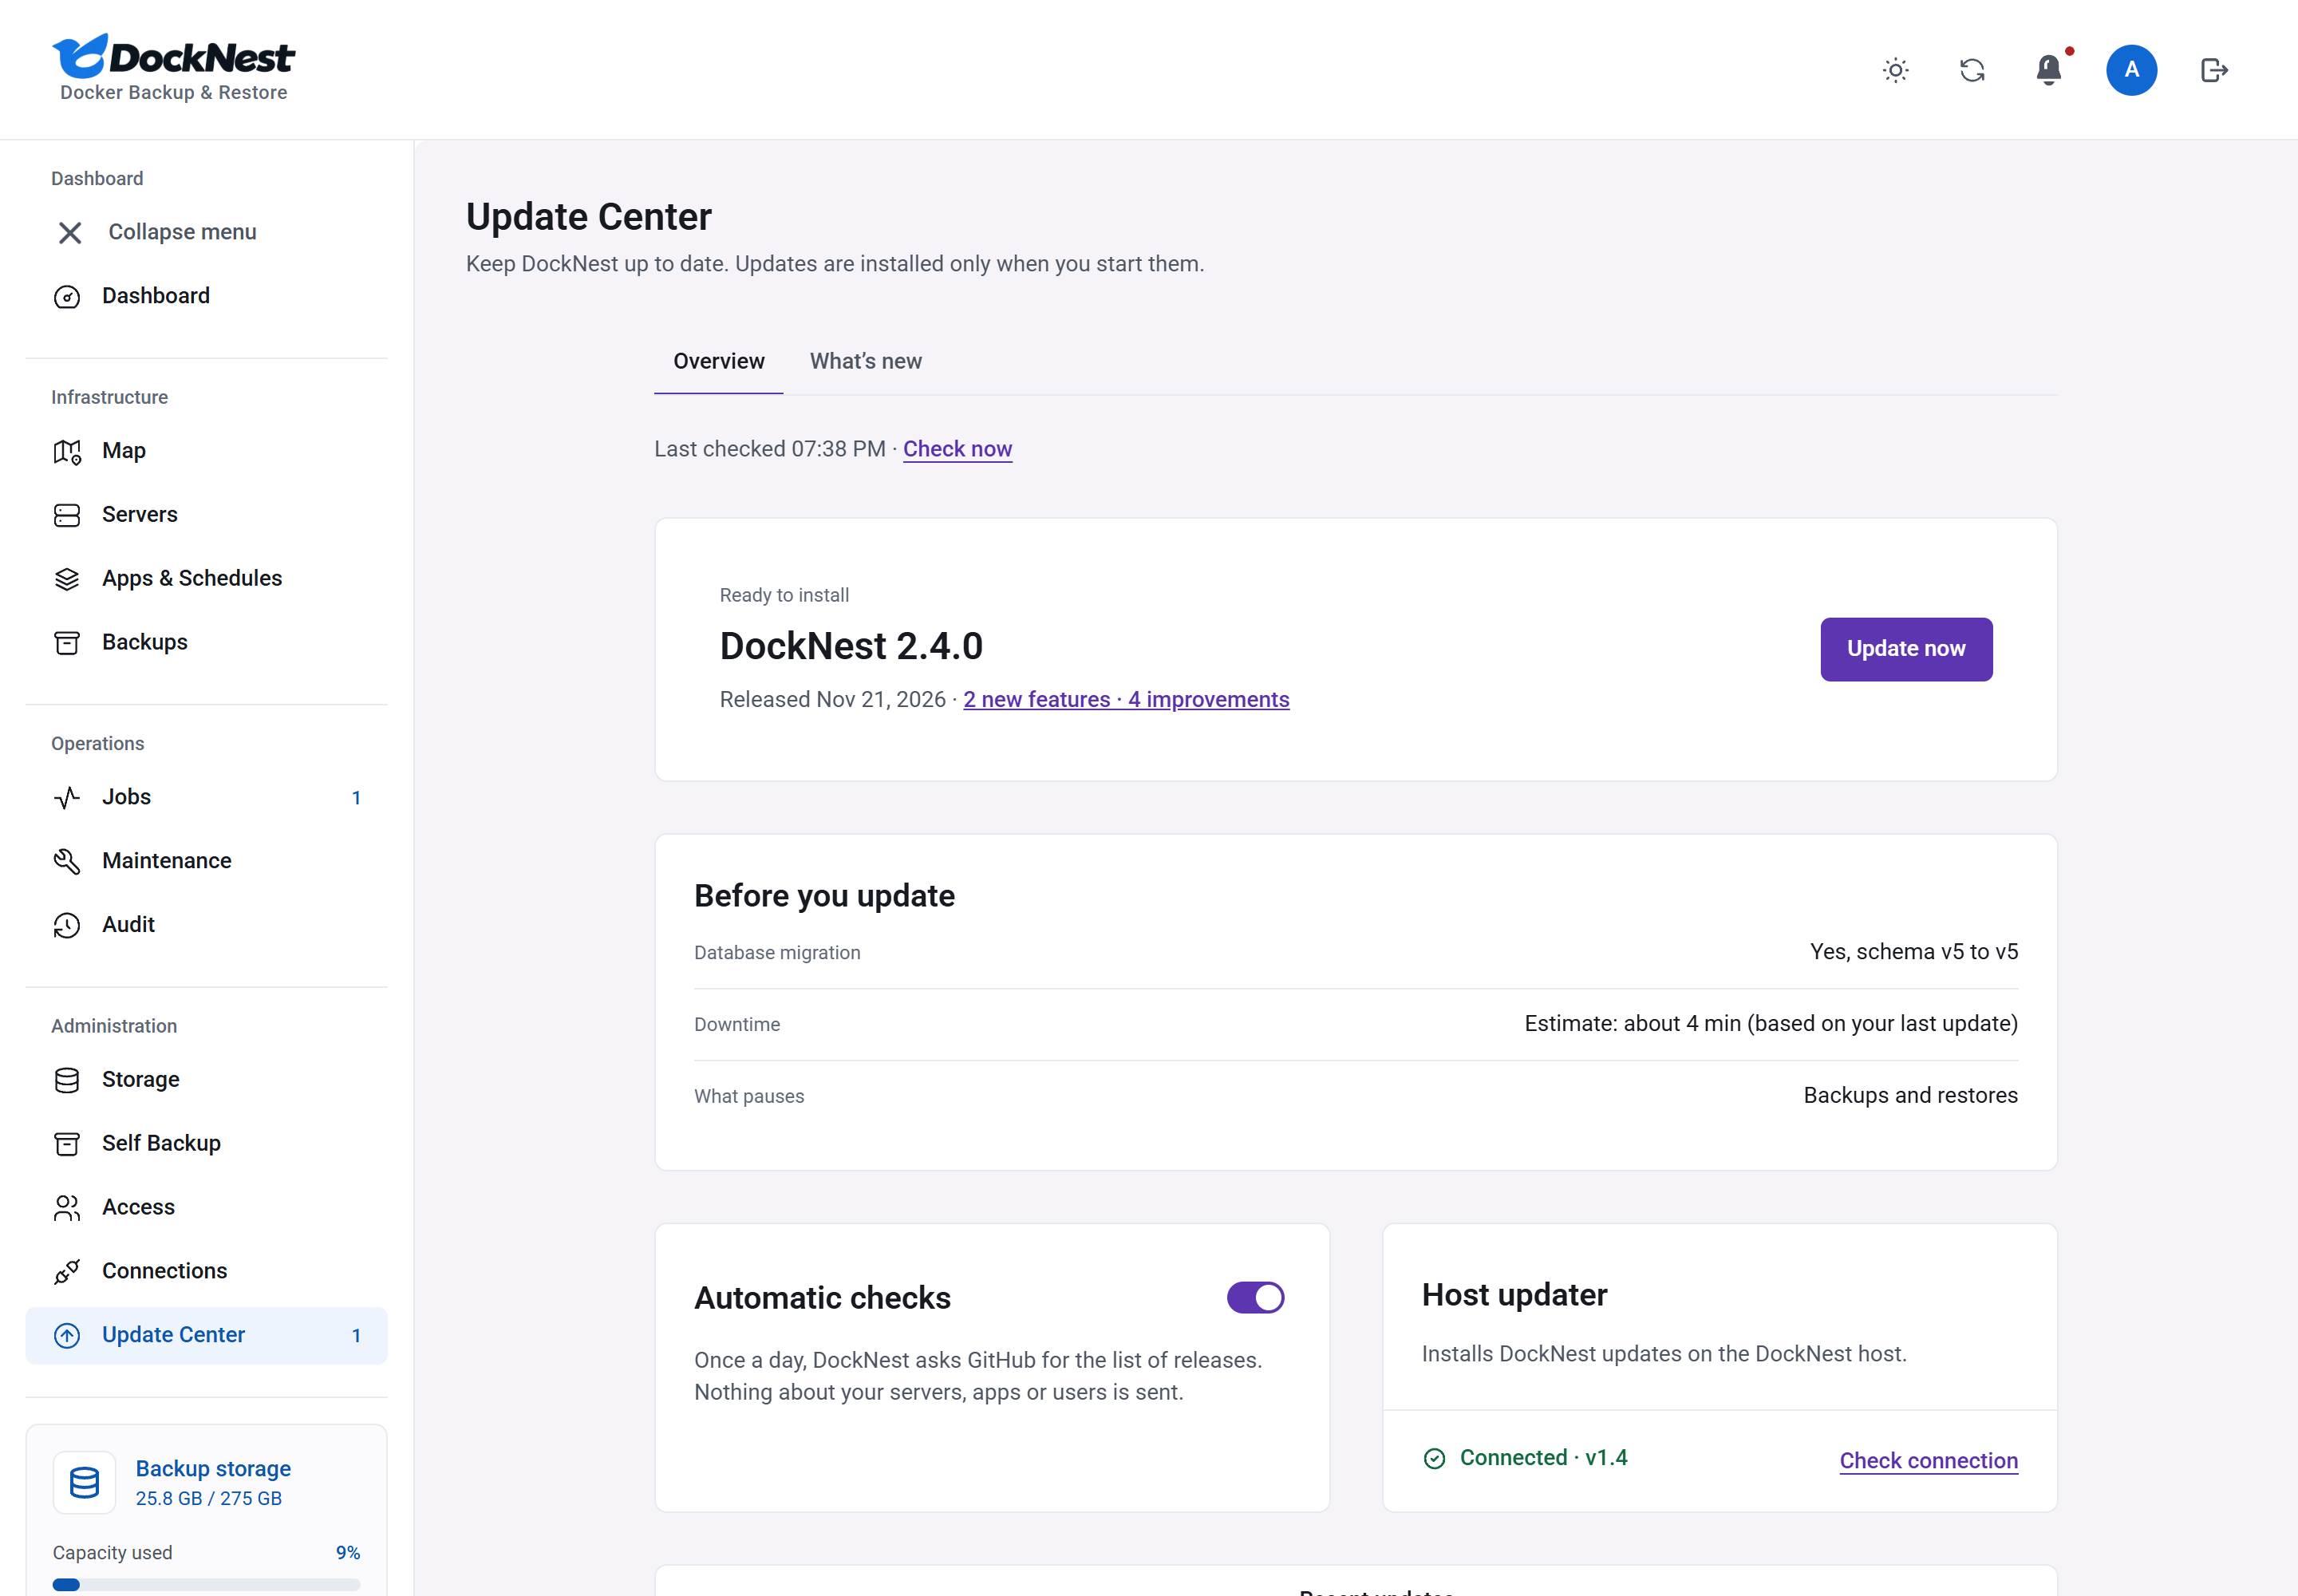 DockNest
Docker Backup & Restore
A
Dashboard
Collapse menu
Dashboard
Infrastructure
Map
Servers
Apps & Schedules
Backups
Operations
Jobs 1
Maintenance
Audit
Administration
Storage
Self Backup
Access
Connections
Update Center 1
Backup storage
25.8 GB / 275 GB
Capacity used 9%
Update Center
Keep DockNest up to date. Updates are installed only when you start them.
Overview What’s new
Last checked 07:38 PM · Check now
Ready to install
DockNest 2.4.0
Released Nov 21, 2026 · 2 new features · 4 improvements
Update now
Before you update
Database migration Yes, schema v5 to v5
Downtime Estimate: about 4 min (based on your last update)
What pauses Backups and restores
Automatic checks
Once a day, DockNest asks GitHub for the list of releases.
Nothing about your servers, apps or users is sent.
Host updater
Installs DockNest updates on the DockNest host.
Connected · v1.4 Check connection
Recent updates